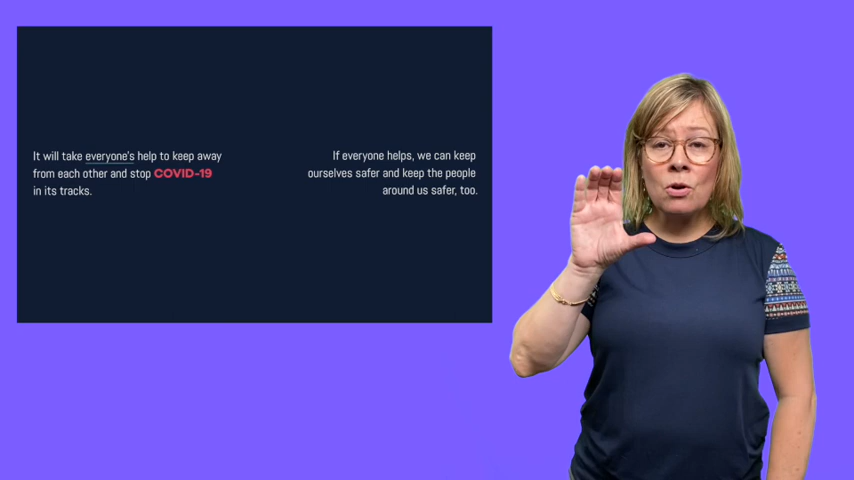 It will take everyone's help to keep away
from each other and stop COVID-19
in its tracks.
If everyone helps, we can keep
ourselves safer and keep the people
around us safer, too.